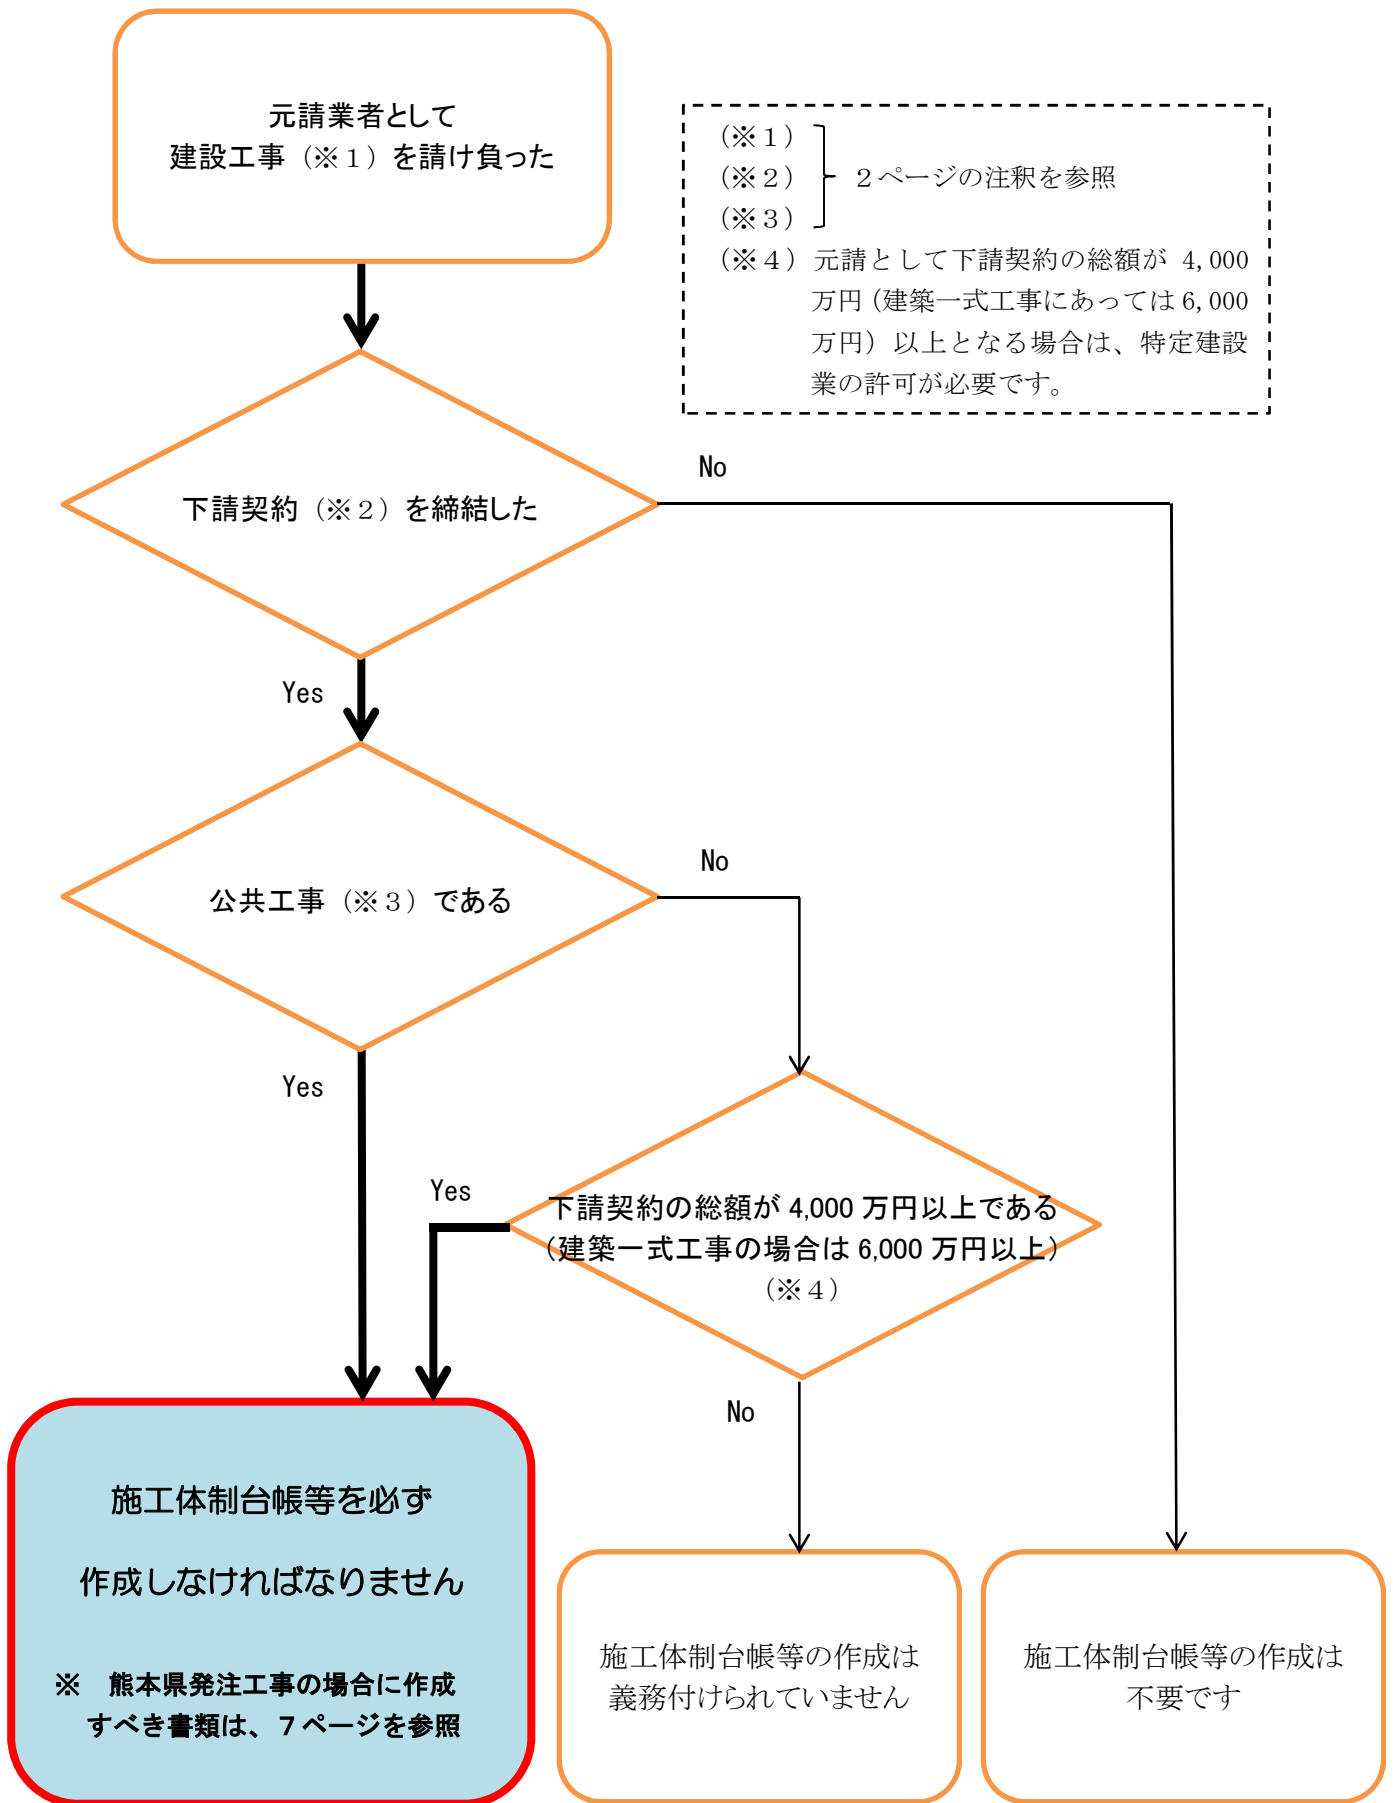 元請業者として
建設工事（※１）を請け負った
（※１）
（※２）
（※３）
２ページの注釈を参照
（※４）元請として下請契約の総額が 4,000
万円（建築一式工事にあっては 6,000
万円）以上となる場合は、特定建設
業の許可が必要です。
No
下請契約（※２）を締結した
Yes
No
公共工事（※３）である
Yes
Yes
下請契約の総額が 4,000 万円以上である
（建築一式工事の場合は 6,000 万円以上）
（※４）
No
施工体制台帳等を必ず
作成しなければなりません
※　熊本県発注工事の場合に作成
すべき書類は、７ページを参照
施工体制台帳等の作成は
義務付けられていません
施工体制台帳等の作成は
不要です